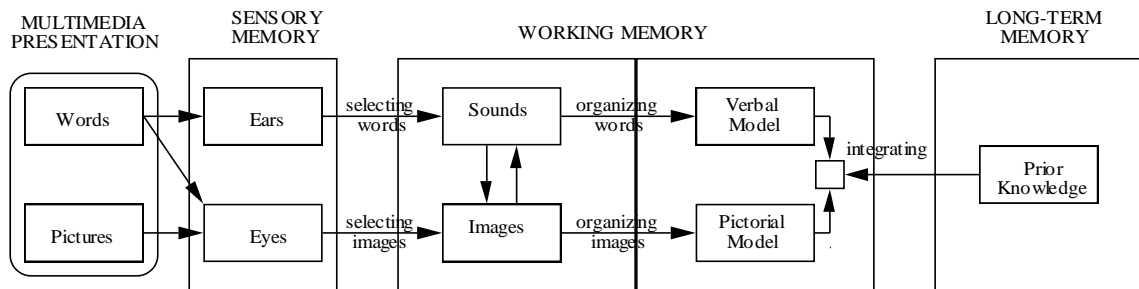 MULTIMEDIA
PRESENTATION
SENSORY
MEMORY
WORKING MEMORY
LONG-TERM
MEMORY
Words
Ears
selecting
words
Sounds
organizing
words
Verbal
Model
integrating
Prior
Knowledge
Pictures
Eyes
selecting
images
Images
organizing
images
Pictorial
Model